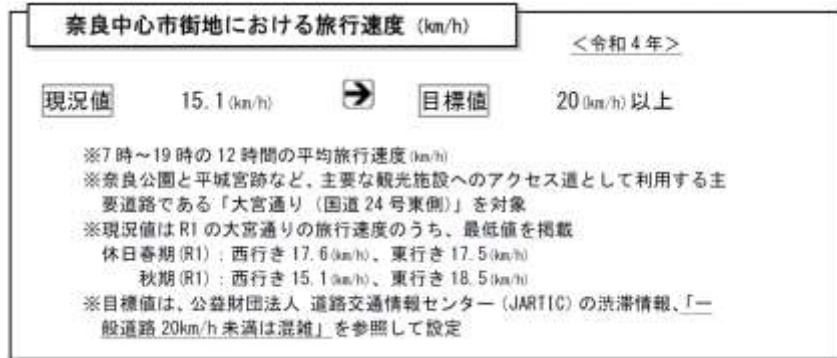 奈良中心市街地における旅行速度 (km/h)
<令和4年>
現況値 15.1(km/h) ➔ 目標値 20(km/h)以上
※7時~19時の12時間の平均旅行速度(km/h)
※奈良公園と平城宮跡など、主要な観光施設へのアクセス道として利用する主
要道路である「大宮通り(国道24号東側)」を対象
※現況値はR1の大宮通りの旅行速度のうち、最低値を掲載
休日春期(R1):西行き17.6(km/h)、東行き17.5(km/h)
秋期(R1):西行き15.1(km/h)、東行き18.5(km/h)
※目標値は、公益財団法人 道路交通情報センター(JARTIC)の渋滞情報、「一
般道路20km/h未満は混雑」を参照して設定